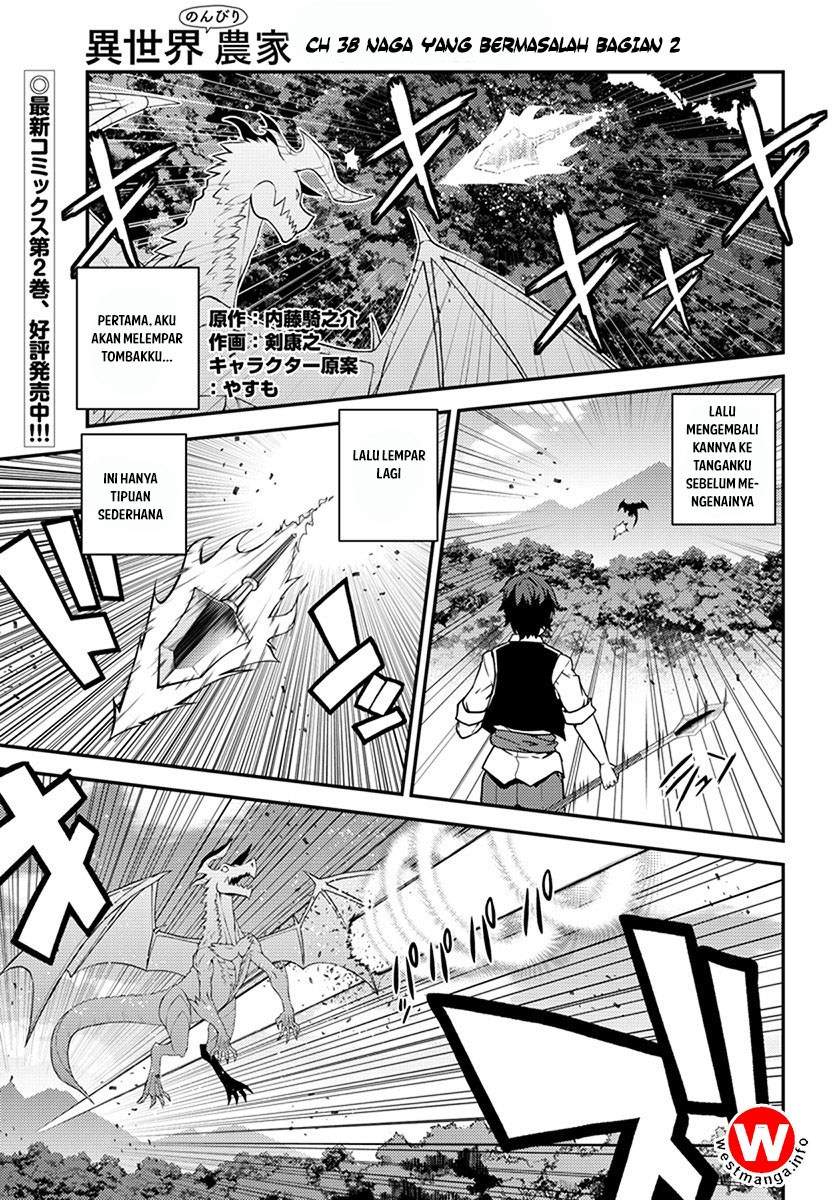 のんびり
異世界 農家
CH 38 NAGA YANG BERMASALAH BAGIAN 2
◎最新コミックス第2巻、好評発売中!!!
PERTAMA, AKU
AKAN MELEMPAR
TOMBAKKU...
原作：内藤騎之介
作画：剣康之
キャラクター原案
：やすも
LALU
MENGEMBALI
KANNYA KE
TANGANKU
SEBELUM ME-
NGENAINYA
LALU LEMPAR
LAGI
INI HANYA
TIPUAN
SEDERHANA
W
westmanga.info